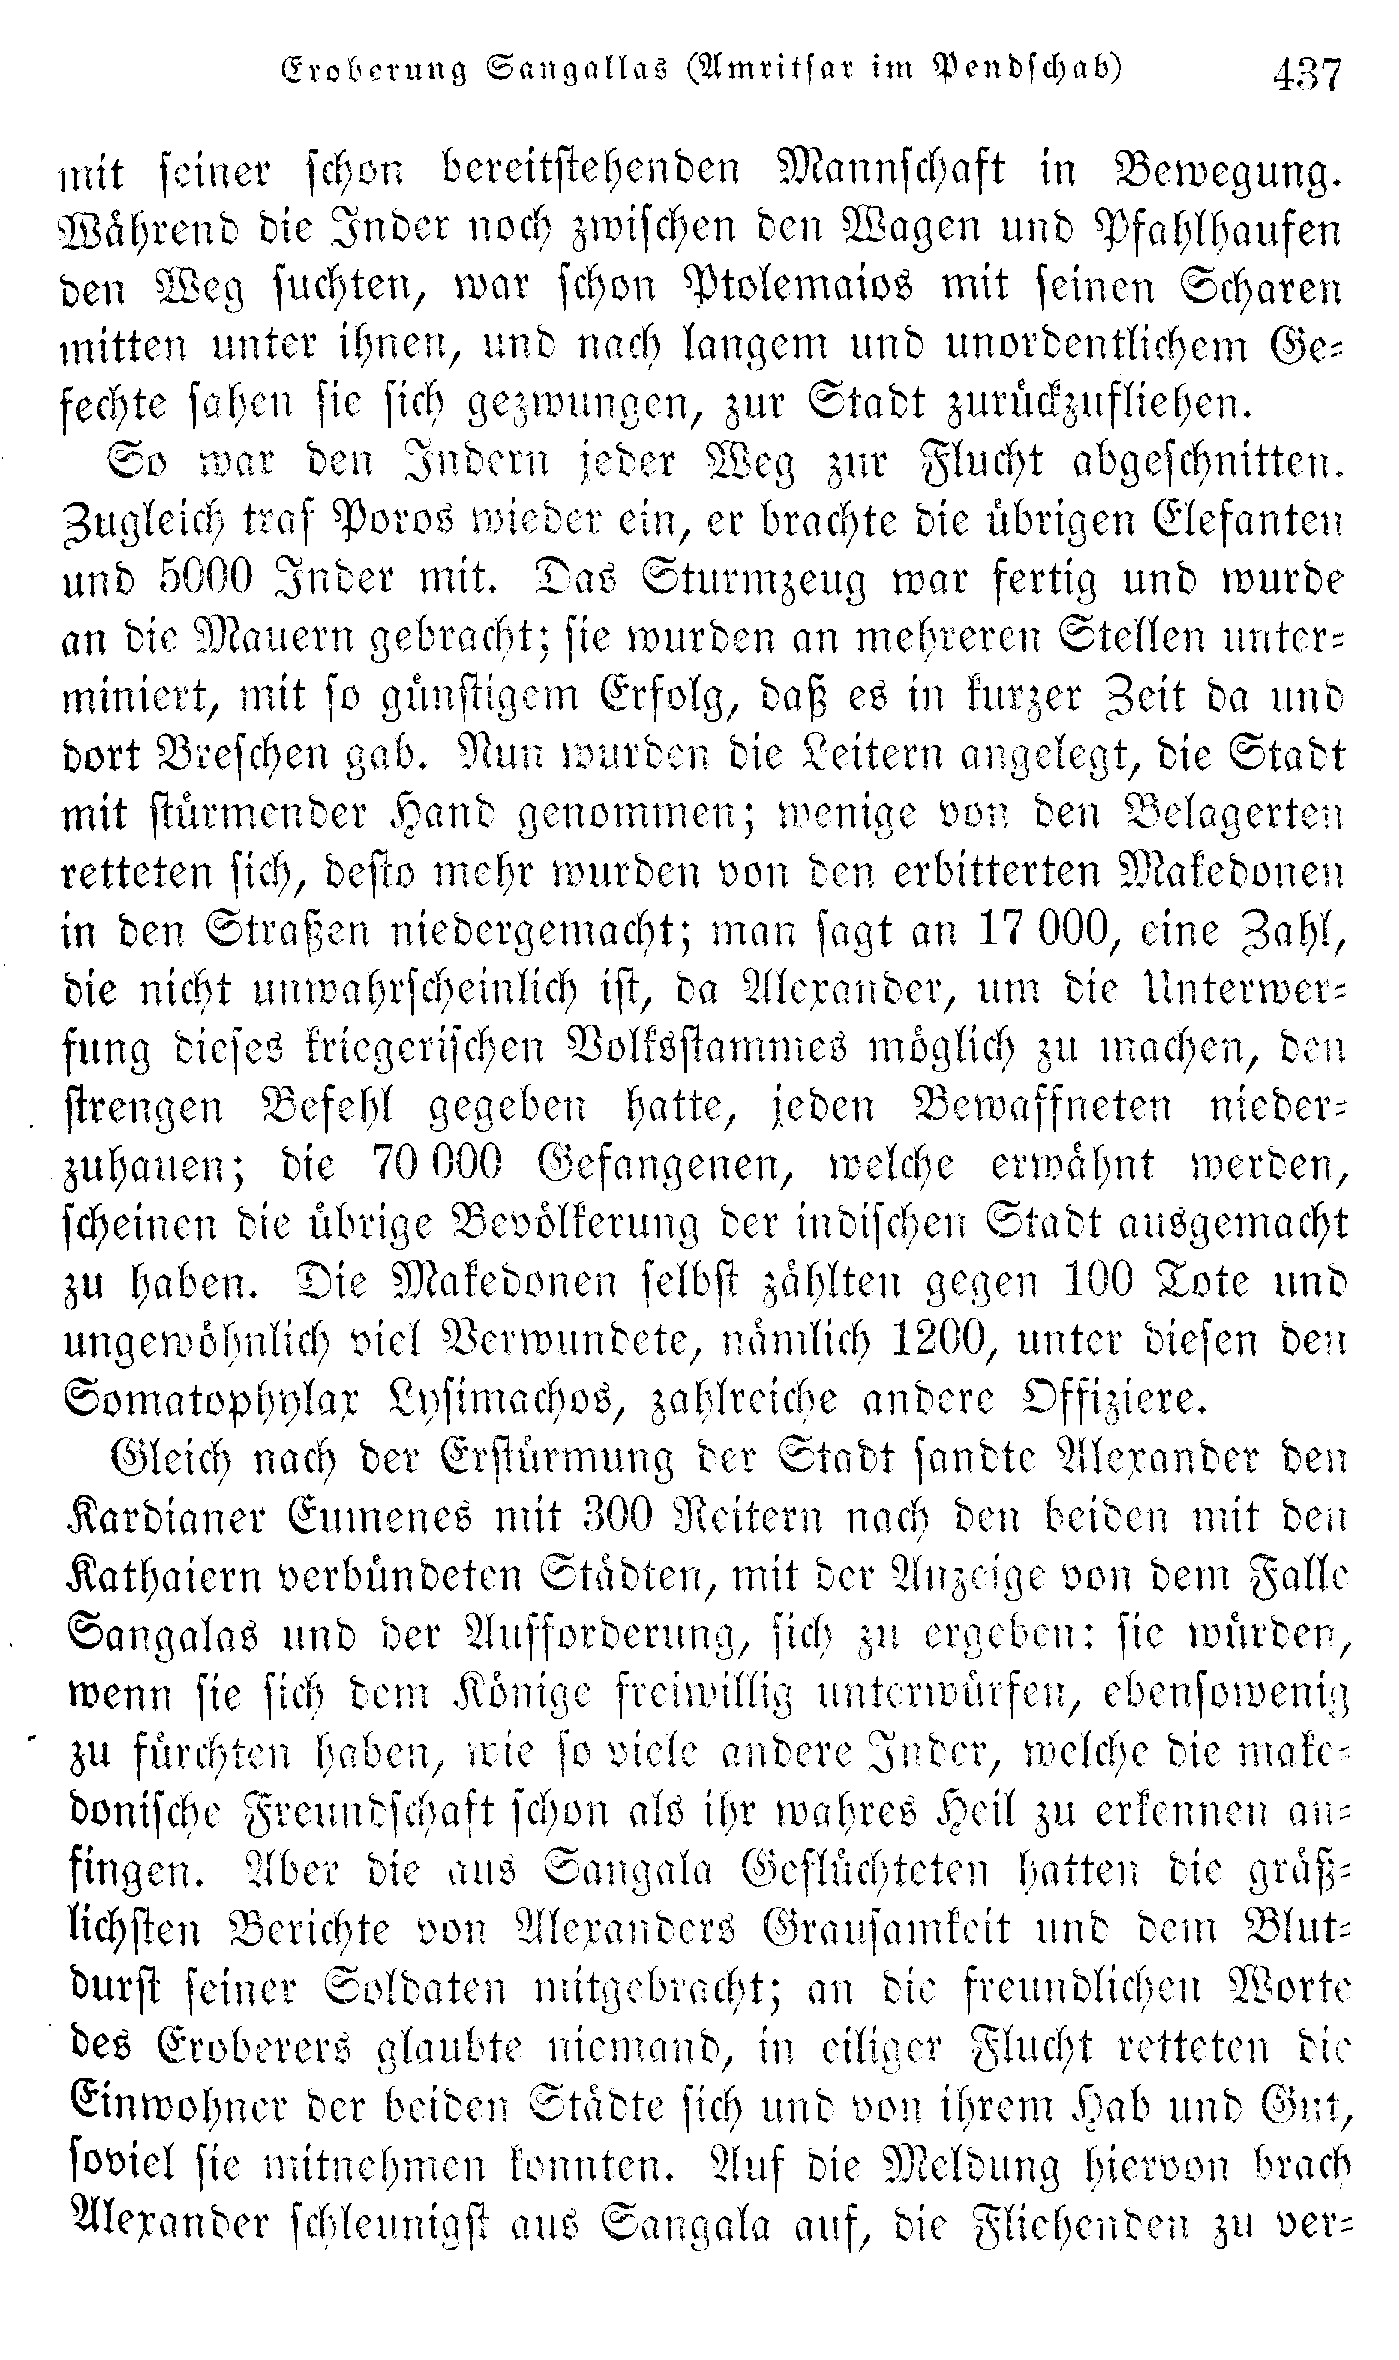 Eroberung Sangallas (Amritsar im Pendschab) 437
mit seiner schon bereitstehenden Mannschaft in Bewegung.
Während die Inder noch zwischen den Wagen und Pfahlhaufen
den Weg suchten, war schon Ptolemaios mit seinen Scharen
mitten unter ihnen, und nach langem und unordentlichem Ge-
fechte sahen sie sich gezwungen, zur Stadt zurückzufliehen.
So war den Indern jeder Weg zur Flucht abgeschnitten.
Zugleich traf Poros wieder ein, er brachte die übrigen Elefanten
und 5000 Inder mit. Das Sturmzeug war fertig und wurde
an die Mauern gebracht; sie wurden an mehreren Stellen unter-
miniert, mit so günstigem Erfolg, daß es in kurzer Zeit da und
dort Breschen gab. Nun wurden die Leitern angelegt, die Stadt
mit stürmender Hand genommen; wenige von den Belagerten
retteten sich, desto mehr wurden von den erbitterten Makedonen
in den Straßen niedergemacht; man sagt an 17 000, eine Zahl,
die nicht unwahrscheinlich ist, da Alexander, um die Unterwer-
fung dieses kriegerischen Volksstammes möglich zu machen, den
strengen Befehl gegeben hatte, jeden Bewaffneten nieder-
zuhauen; die 70 000 Gefangenen, welche erwähnt werden,
scheinen die übrige Bevölkerung der indischen Stadt ausgemacht
zu haben. Die Makedonen selbst zählten gegen 100 Tote und
ungewöhnlich viel Verwundete, nämlich 1200, unter diesen den
Somatophylax Lysimachos, zahlreiche andere Offiziere.
Gleich nach der Erstürmung der Stadt sandte Alexander den
Kardianer Eumenes mit 300 Reitern nach den beiden mit den
Kathaiern verbündeten Städten, mit der Anzeige von dem Falle
Sangalas und der Aufforderung, sich zu ergeben: sie würden,
wenn sie sich dem Könige freiwillig unterwürfen, ebensowenig
zu fürchten haben, wie so viele andere Inder, welche die make-
donische Freundschaft schon als ihr wahres Heil zu erkennen an-
fingen. Aber die aus Sangala Geflüchteten hatten die gräß-
lichsten Berichte von Alexanders Grausamkeit und dem Blut-
durst seiner Soldaten mitgebracht; an die freundlichen Worte
des Eroberers glaubte niemand, in eiliger Flucht retteten die
Einwohner der beiden Städte sich und von ihrem Hab und Gut,
soviel sie mitnehmen konnten. Auf die Meldung hiervon brach
Alexander schleunigst aus Sangala auf, die Fliehenden zu ver-